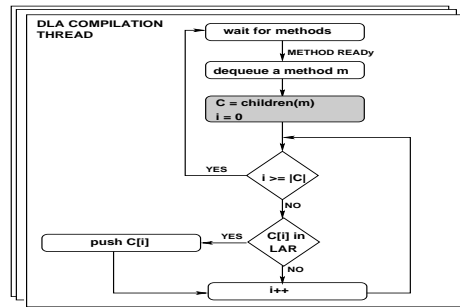 DLA COMPILATION
THREAD
wait for methods
METHOD READy
dequeue a method m
C = children(m)
i = 0
YES
i >= |C|
NO
C[i] in
LAR
YES
push C[i]
NO
i++